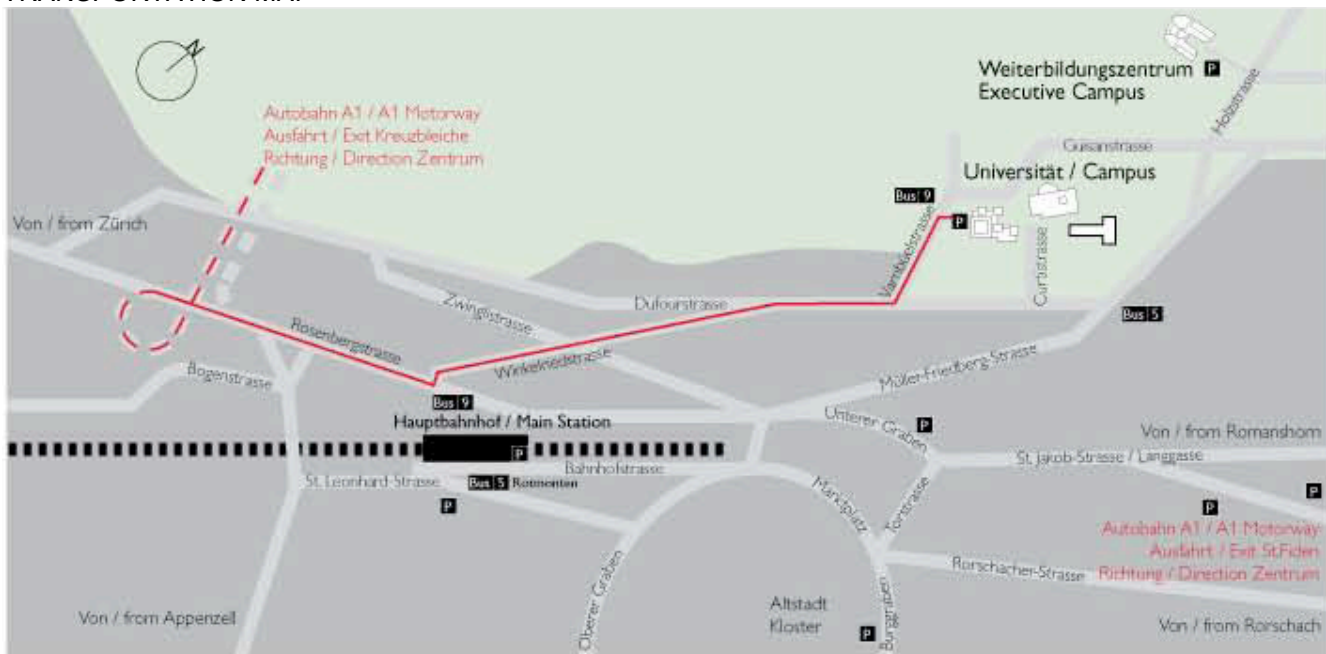 N
Autobahn A1 / A1 Motorway
Ausfahrt / Exit Kreuzbleiche
Richtung / Direction Zentrum
Weiterbildungszentrum P
Executive Campus
Holzstrasse
Guisanstrasse
Universität / Campus
Bus 9
P
Von / from Zürich
Varnbüelstrasse
Curtistrasse
Dufourstrasse
Bus 5
Zwinglistrasse
Rosenbergstrasse
Winkelriedstrasse
Bogenstrasse
Müller-Friedberg-Strasse
Bus 9
Hauptbahnhof / Main Station
P
Unterer Graben
P
Von / from Romanshorn
St. Jakob-Strasse / Langgasse
Bahnhofstrasse
St. Leonhard-Strasse
Bus 5 Rotmonten
P
Marktplatz
Torstrasse
P
P
Autobahn A1 / A1 Motorway
Ausfahrt / Exit St.Fiden
Richtung / Direction Zentrum
Rorschacher-Strasse
Oberer Graben
Von / from Appenzell
Altstadt
Kloster
P
Burggraben
Von / from Rorschach